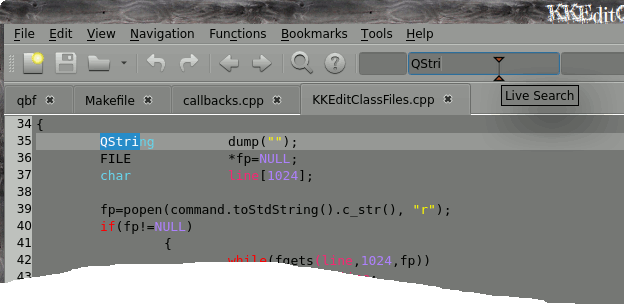 KKEdit
File Edit View Navigation Functions Bookmarks Tools Help
QStri
qbf Makefile callbacks.cpp KKEditClassFiles.cpp
Live Search
34 {
35 QString dump("");
36 FILE *fp=NULL;
37 char line[1024];
38
39 fp=popen(command.toStdString().c_str(), "r");
40 if(fp!=NULL)
41 {
42 while(fgets(line,1024,fp))
43